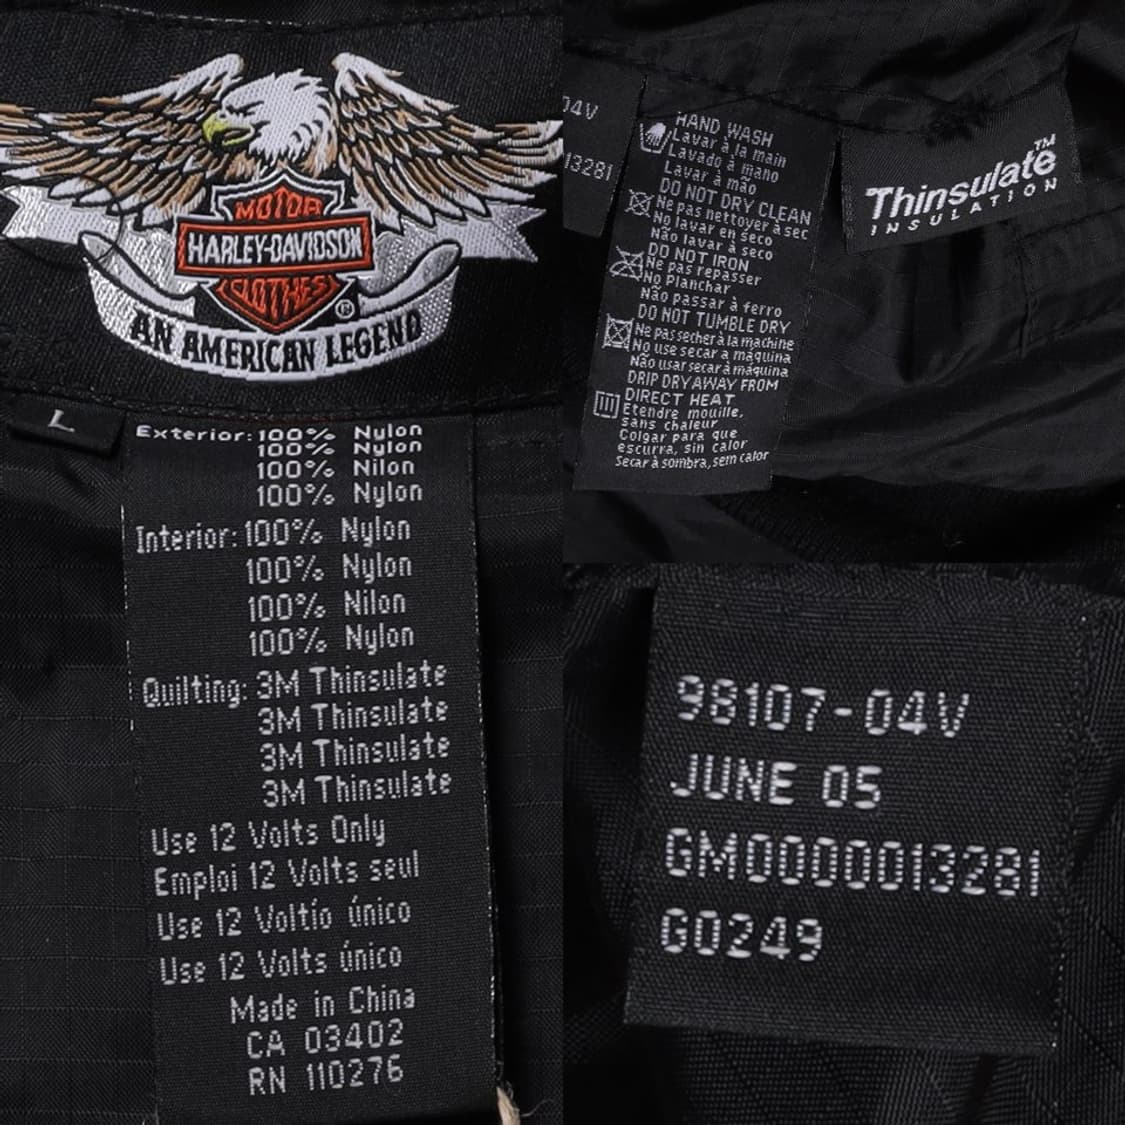 MOTOR
HARLEY-DAVIDSON
CLOTHES
®
AN AMERICAN LEGEND
L
Exterior: 100% Nylon
100% Nylon
100% Nilon
100% Nylon
Interior: 100% Nylon
100% Nylon
100% Nilon
100% Nylon
Quilting: 3M Thinsulate
3M Thinsulate
3M Thinsulate
3M Thinsulate
Use 12 Volts Only
Emploi 12 Volts seul
Use 12 Voltío único
Use 12 Volts único
Made in China
CA 03402
RN 110276
04V
13281
HAND WASH
Lavar à la main
Lavado à mano
Lavar à mão
DO NOT DRY CLEAN
Ne pas nettoyer à sec
No lavar en seco
Não lavar à seco
DO NOT IRON
Ne pas repasser
No planchar
Não passar à ferro
DO NOT TUMBLE DRY
Ne pas secher à la machine
No use secar a máquina
Não usar secar à máquina
DRIP DRY AWAY FROM
DIRECT HEAT
Etendre mouille,
sans chaleur
Colgar para que
escurra, sin calor
Secar à sombra, sem calor
Thinsulate™
INSULATION
98107-04V
JUNE 05
GM0000013281
G0249